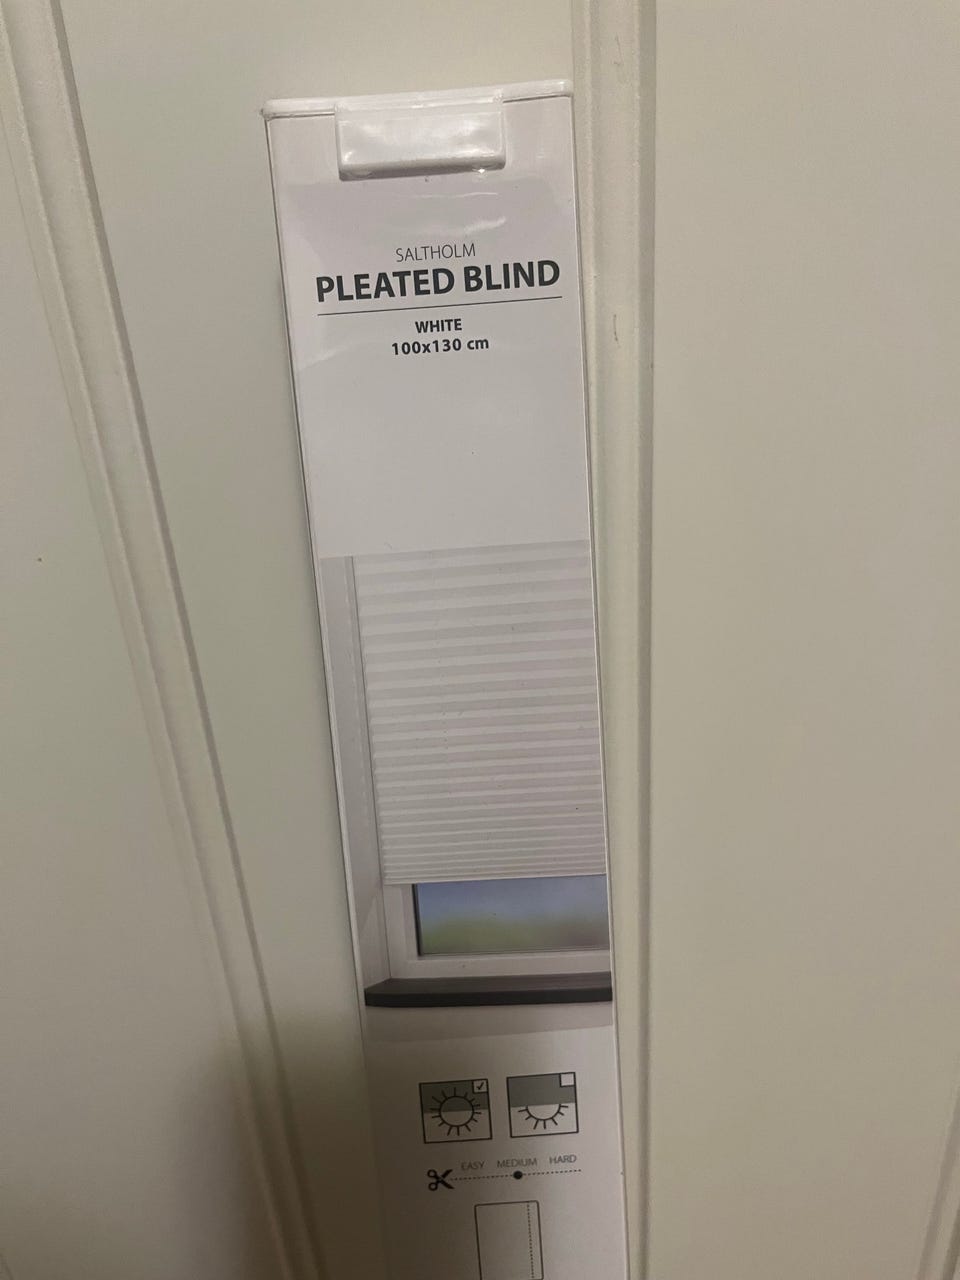 SALTHOLM
PLEATED BLIND
WHITE
100x130 cm
EASY MEDIUM HARD